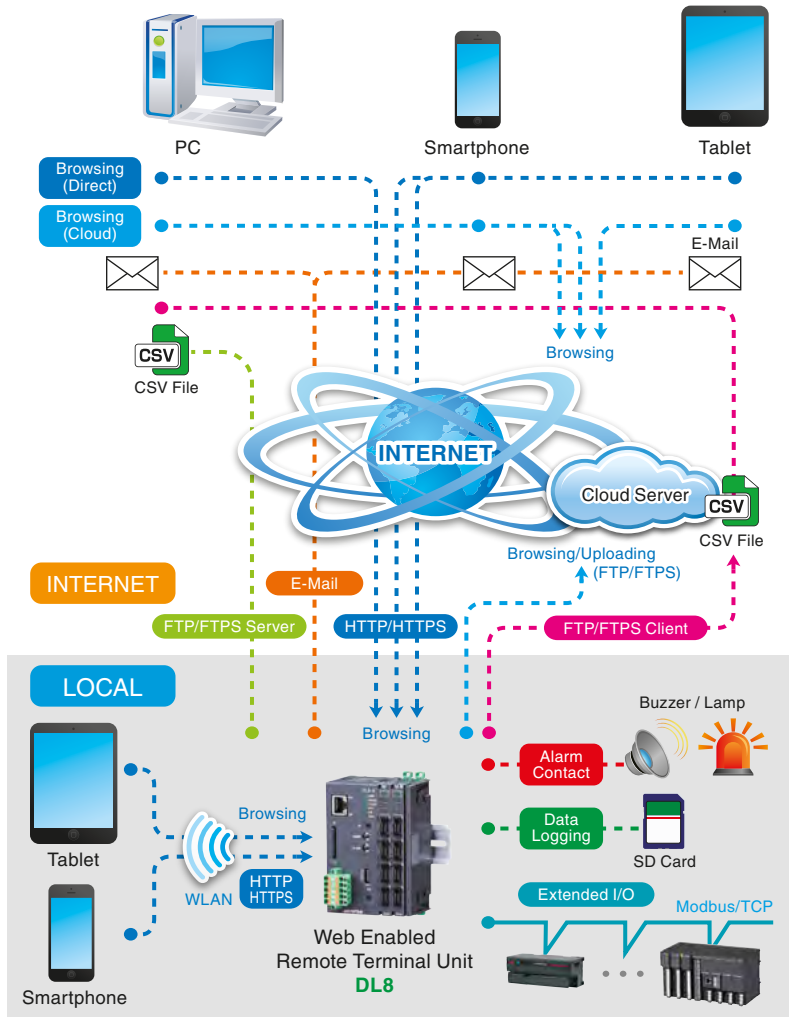 PC
Smartphone
Tablet
Browsing
(Direct)
Browsing
(Cloud)
E-Mail
Browsing
CSV
CSV File
INTERNET
Cloud Server
CSV
CSV File
Browsing/Uploading
(FTP/FTPS)
INTERNET
E-Mail
FTP/FTPS Server
HTTP/HTTPS
FTP/FTPS Client
LOCAL
Browsing
Buzzer / Lamp
Alarm
Contact
Data
Logging
SD Card
Tablet
Browsing
WLAN
HTTP
HTTPS
Extended I/O
Modbus/TCP
Smartphone
Web Enabled
Remote Terminal Unit
DL8